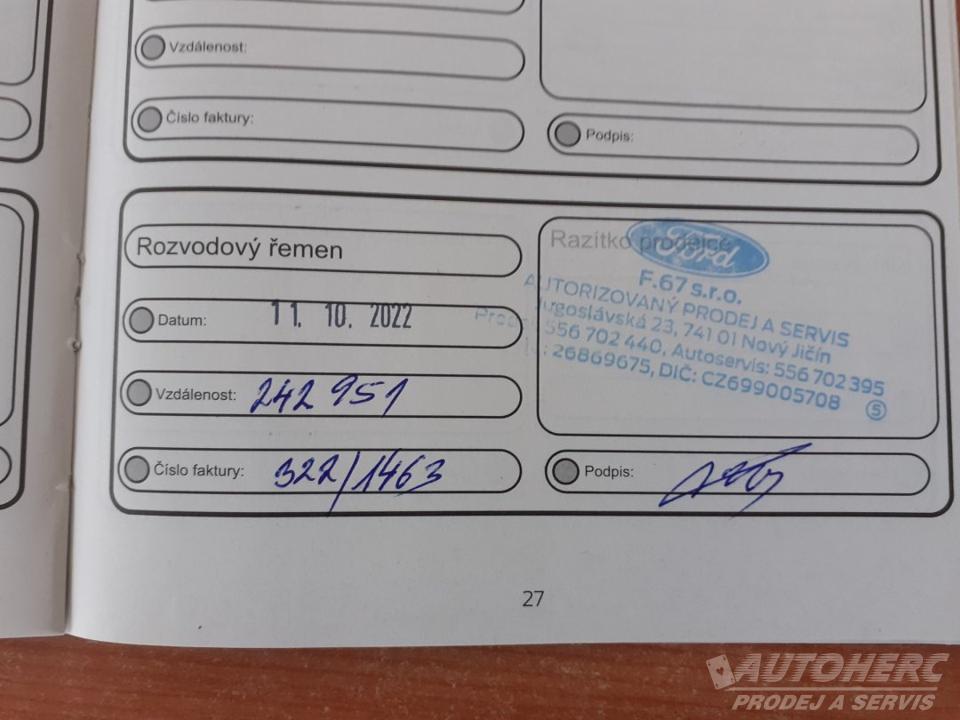 Vzdálenost:
Číslo faktury:
Podpis:
Rozvodový řemen
Datum: 11. 10. 2022
Vzdálenost: 242 951
Číslo faktury: 322/1463
Razítko prodejce
Ford
F.67 s.r.o.
AUTORIZOVANÝ PRODEJ A SERVIS
Jugoslávská 23, 741 01 Nový Jičín
556 702 440, Autoservis: 556 702 395
: 26869675, DIČ: CZ699005708
5
Podpis:
27
AUTOHERC
PRODEJ A SERVIS